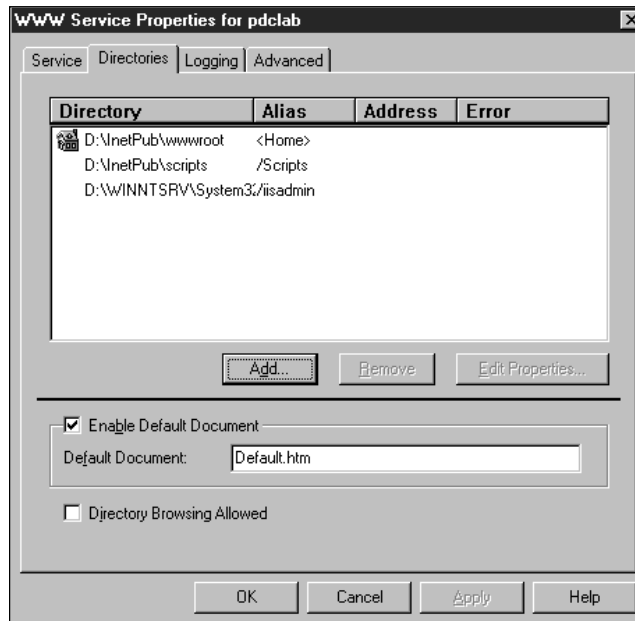 WWW Service Properties for pdclab
Service Directories Logging Advanced
Directory Alias Address Error
D:\InetPub\wwwroot <Home>
D:\InetPub\scripts /Scripts
D:\WINNTSRV\System3 /iisadmin
Add... Remove Edit Properties...
Enable Default Document
Default Document: Default.htm
Directory Browsing Allowed
OK Cancel Apply Help